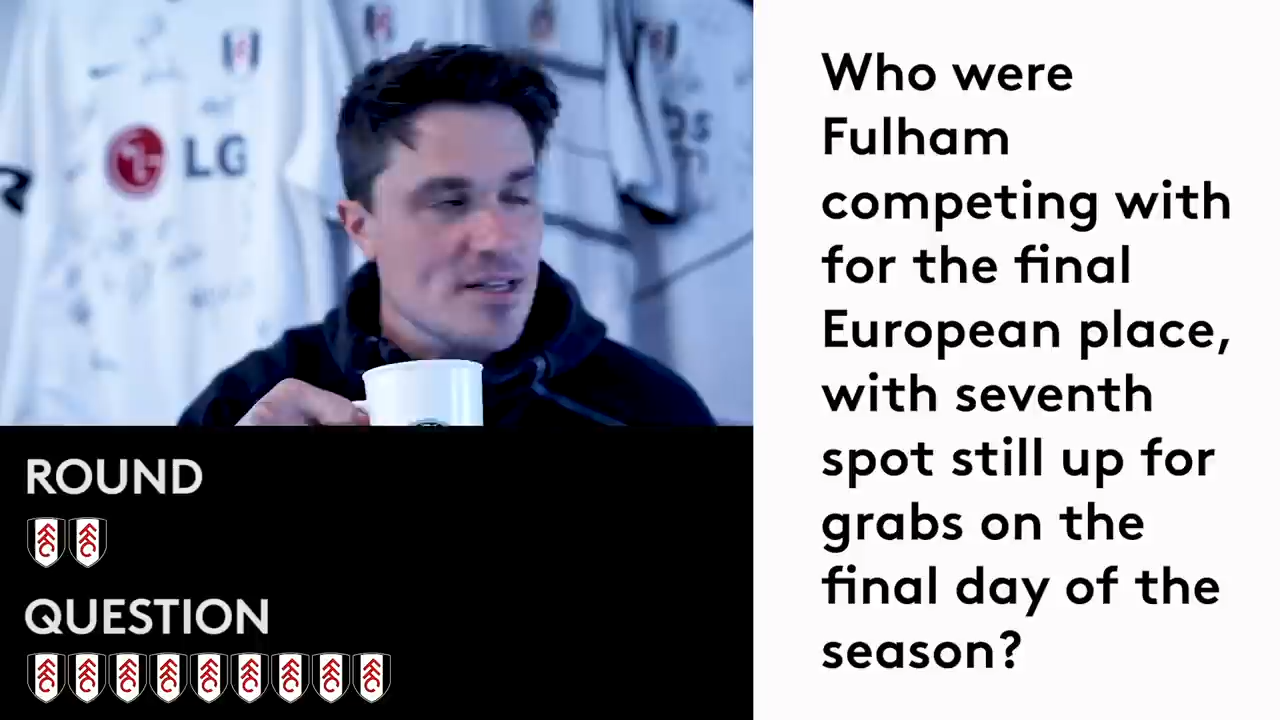 LG
ROUND
QUESTION
Who were
Fulham
competing with
for the final
European place,
with seventh
spot still up for
grabs on the
final day of the
season?